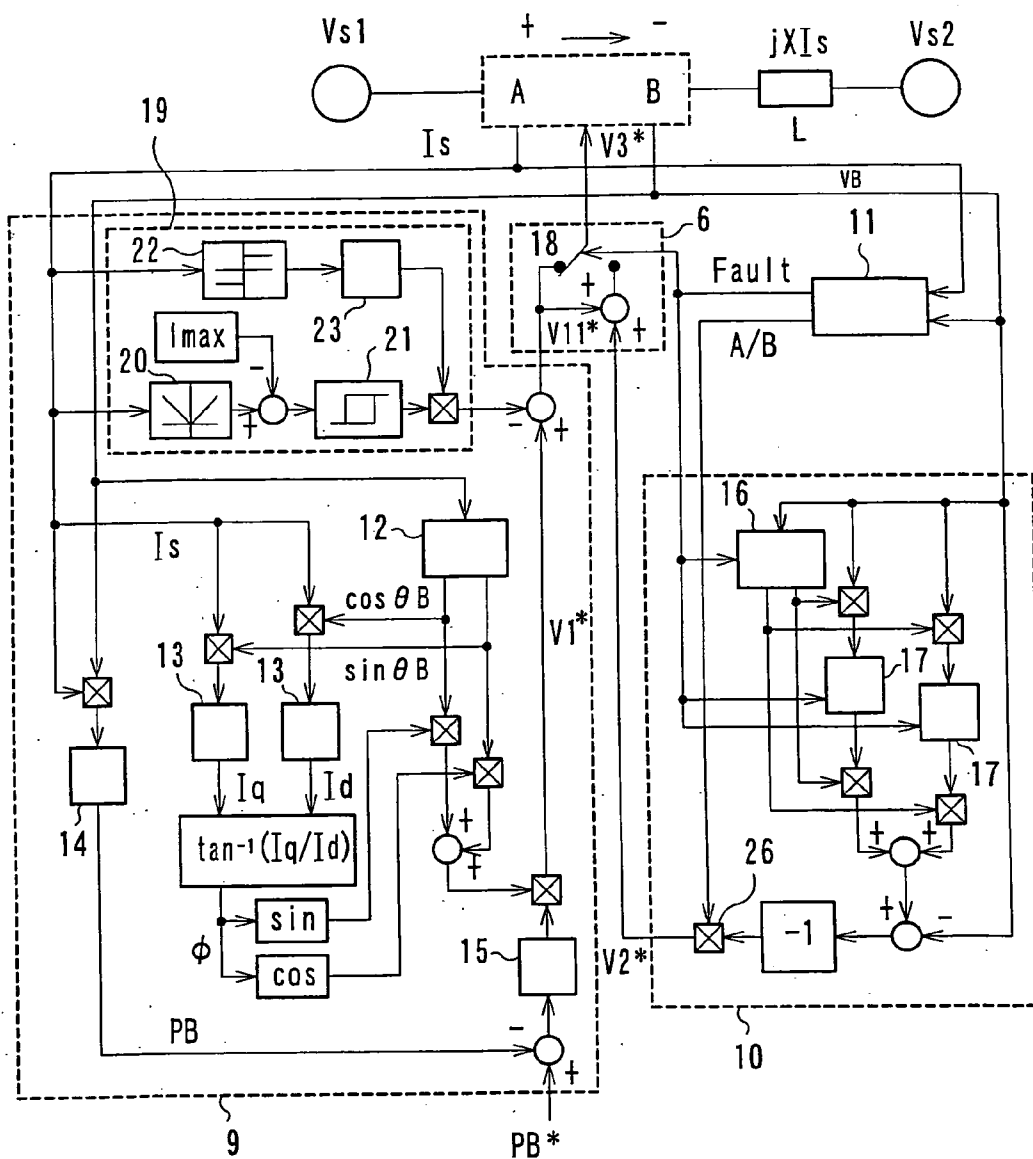 Vs1
+ → -
jXIs
Vs2
A
B
L
19
Is
V3*
VB
22
18
6
11
Fault
+
23
V11*
+
A/B
Imax
20
-
21
+
-
+
12
16
Is
cosθB
V1*
sinθB
13
13
17
17
Iq
Id
14
tan⁻¹(Iq/Id)
+
+
+
+
26
sin
φ
cos
15
-1
+
-
V2*
PB
-
+
10
9
PB*